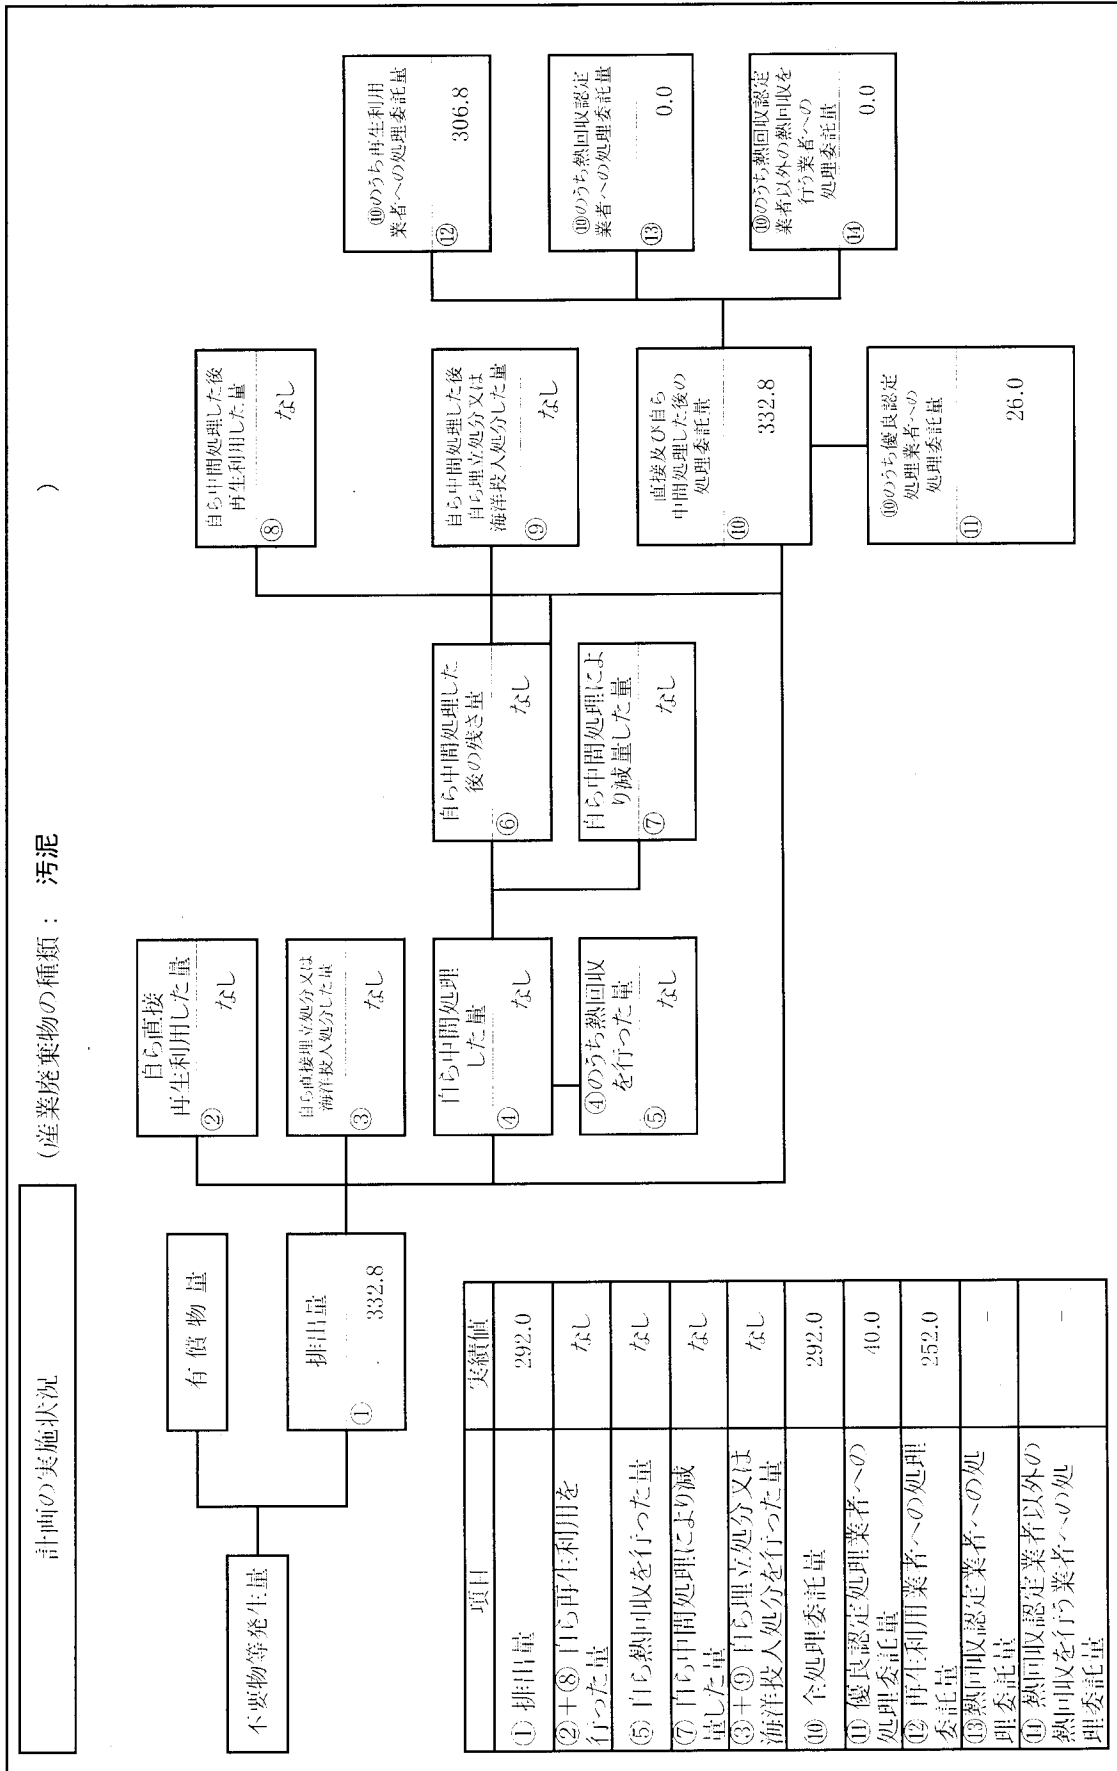 計画の実施状況
(産業廃棄物の種類： 汚泥 )
不要物等発生量
有 償 物 量
排出量
① 332.8
自ら直接
再生利用した量
② なし
自ら直接埋立処分又は
海洋投入処分した量
③ なし
自ら中間処理
した量
④ なし
④のうち熱回収
を行った量
⑤ なし
自ら中間処理した
後の残さ量
⑥ なし
自ら中間処理によ
り減量した量
⑦ なし
自ら中間処理した後
再生利用した量
⑧ なし
自ら中間処理した後
自ら埋立処分又は
海洋投入処分した量
⑨ なし
直接及び自ら
中間処理した後の
処理委託量
⑩ 332.8
⑩のうち優良認定
処理業者への
処理委託量
⑪ 26.0
⑩のうち再生利用
業者への処理委託量
⑫ 306.8
⑩のうち熱回収認定
業者への処理委託量
⑬ 0.0
⑩のうち熱回収認定
業者以外の熱回収を
行う業者への
処理委託量
⑭ 0.0
項目 実績値
① 排出量 292.0
②＋⑧ 自ら再生利用を
行った量 なし
⑤ 自ら熱回収を行った量 なし
⑦ 自ら中間処理により減
量した量 なし
③＋⑨ 自ら埋立処分又は
海洋投入処分を行った量 なし
⑩ 全処理委託量 292.0
⑪ 優良認定処理業者への
処理委託量 40.0
⑫ 再生利用業者への処理
委託量 252.0
⑬熱回収認定業者への処
理委託量 －
⑭ 熱回収認定業者以外の
熱回収を行う業者への処
理委託量 －